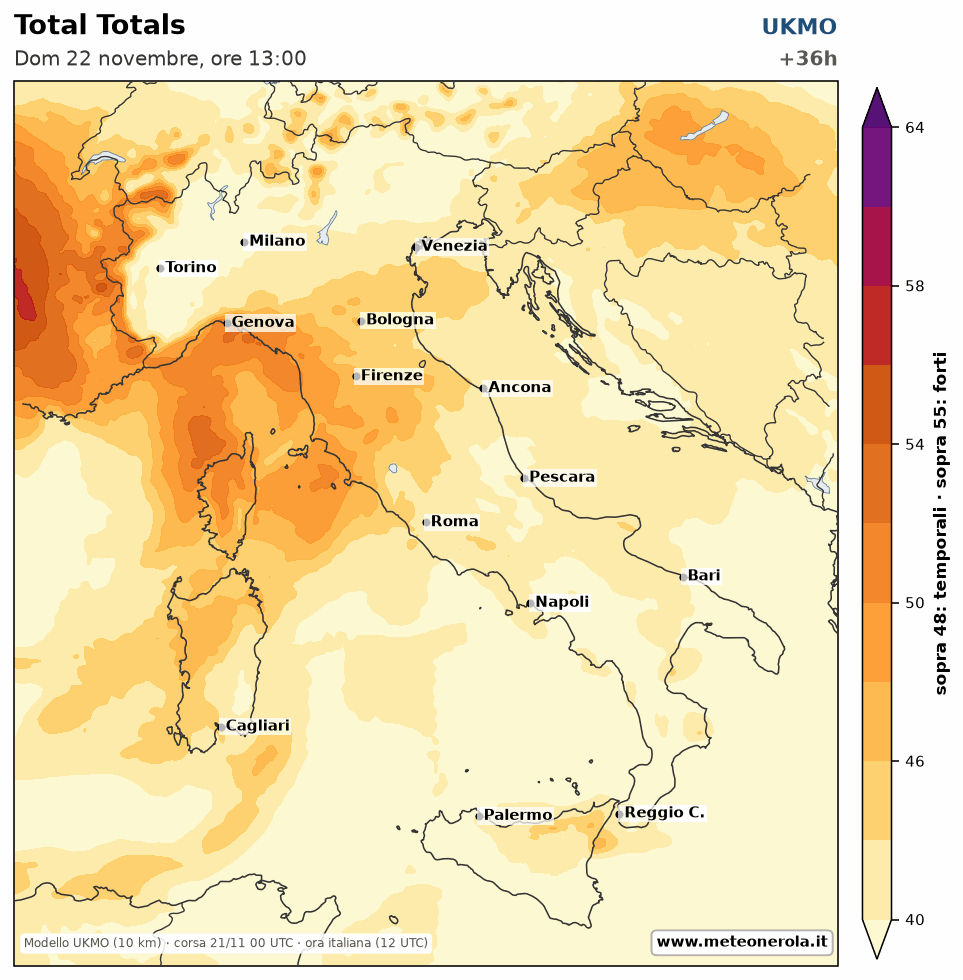 Total Totals
UKMO
Dom 22 novembre, ore 13:00
+36h
64
58
54
50
46
40
sopra 48: temporali · sopra 55: forti
Milano
Venezia
Torino
Genova
Bologna
Firenze
Ancona
Pescara
Roma
Bari
Napoli
Cagliari
Palermo
Reggio C.
Modello UKMO (10 km) · corsa 21/11 00 UTC · ora italiana (12 UTC)
www.meteonerola.it